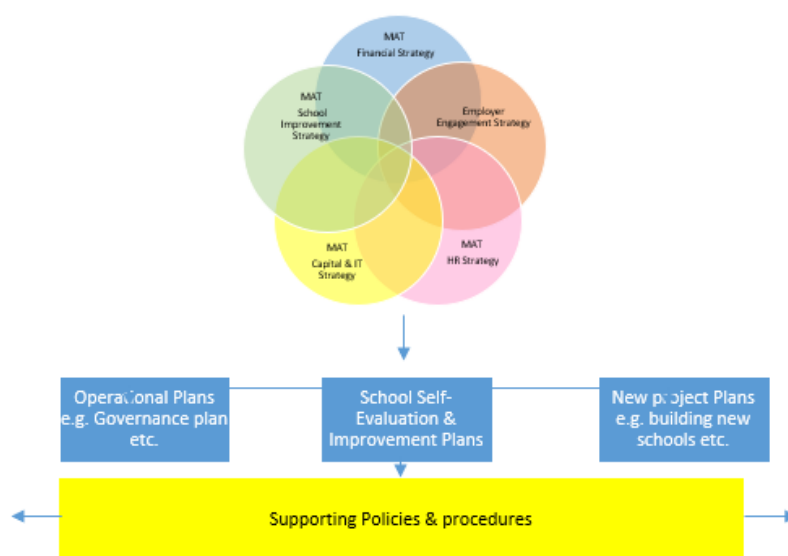 MAT
Financial Strategy
MAT
School
Improvement
Strategy
Employer
Engagement Strategy
MAT
Capital & IT
Strategy
MAT
HR Strategy
Operational Plans
e.g. Governance plan
etc.
School Self-
Evaluation &
Improvement Plans
New project Plans
e.g. building new
schools etc.
Supporting Policies & procedures